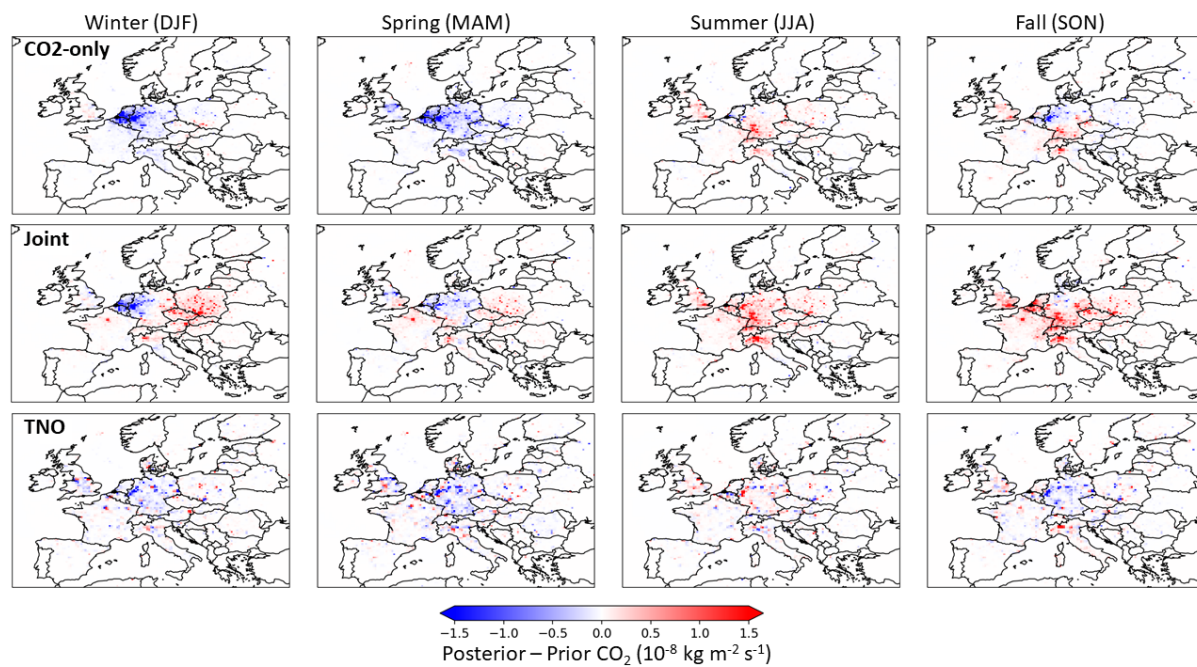 Winter (DJF) Spring (MAM) Summer (JJA) Fall (SON)
CO2-only
Joint
TNO
−1.5 −1.0 −0.5 0.0 0.5 1.0 1.5
Posterior – Prior CO₂ (10⁻⁸ kg m⁻² s⁻¹)